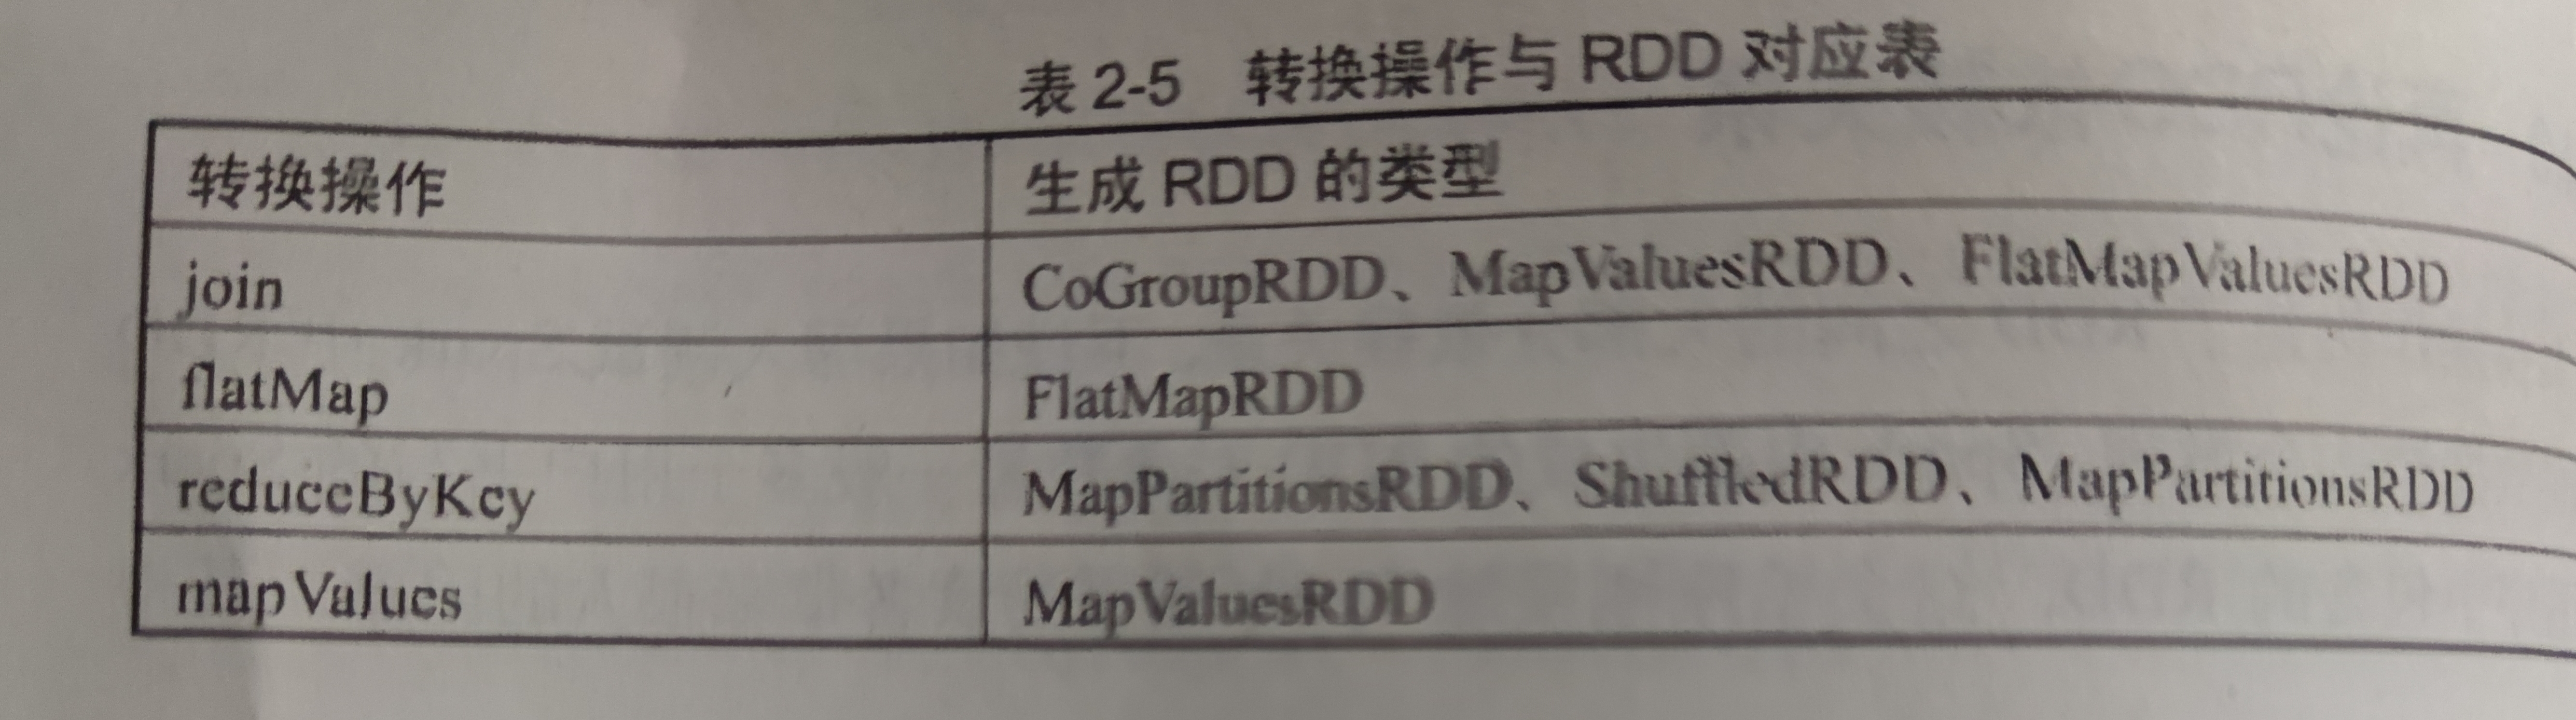 表 2-5 转换操作与 RDD 对应表
转换操作 生成 RDD 的类型
join CoGroupRDD、MapValuesRDD、FlatMapValuesRDD
flatMap FlatMapRDD
reduceByKey MapPartitionsRDD、ShuffledRDD、MapPartitionsRDD
mapValues MapValuesRDD